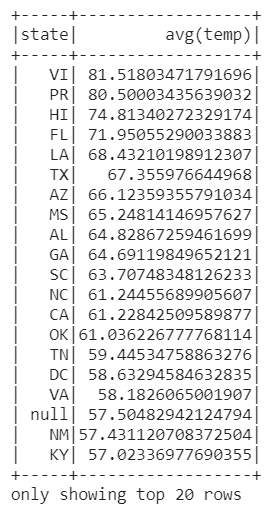 +-----+-----------------+
|state|        avg(temp)|
+-----+-----------------+
|   VI| 81.51803471791696|
|   PR| 80.50003435639032|
|   HI| 74.81340272329174|
|   FL| 71.95055290033883|
|   LA| 68.43210198912307|
|   TX|   67.355976644968|
|   AZ| 66.12359355791034|
|   MS| 65.24814146957627|
|   AL| 64.82867259461699|
|   GA| 64.69119849652121|
|   SC| 63.70748348126233|
|   NC| 61.24455689905607|
|   CA| 61.22842509589877|
|   OK|61.036226777768114|
|   TN| 59.44534758863276|
|   DC| 58.63294584632835|
|   VA|  58.1826065001907|
| null| 57.50482942124794|
|   NM|57.431120708372504|
|   KY| 57.02336977690355|
+-----+-----------------+
only showing top 20 rows